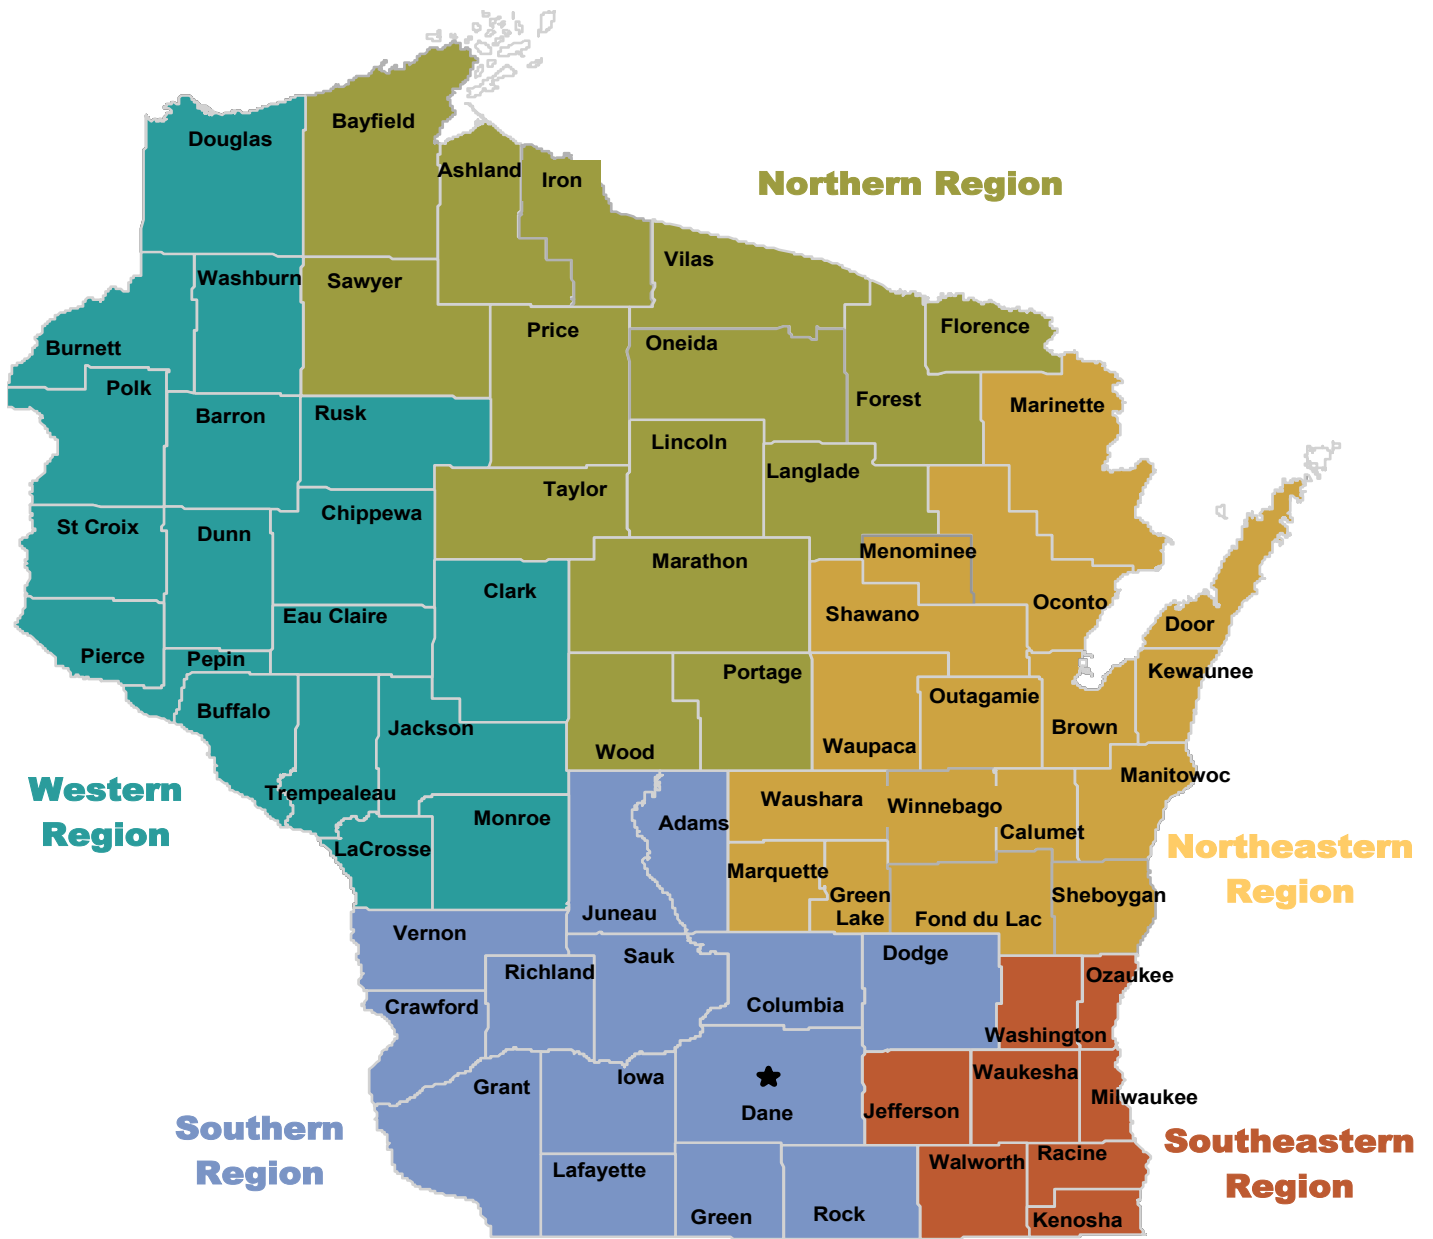 Bayfield
Douglas
Ashland
Iron
Northern Region
Vilas
Washburn
Sawyer
Florence
Price
Oneida
Burnett
Polk
Forest
Marinette
Barron
Rusk
Lincoln
Langlade
Taylor
Chippewa
St Croix
Dunn
Menominee
Marathon
Clark
Oconto
Shawano
Eau Claire
Door
Pierce
Pepin
Portage
Kewaunee
Outagamie
Buffalo
Jackson
Brown
Waupaca
Wood
Manitowoc
Western
Region
Trempealeau
Waushara
Winnebago
Monroe
Adams
Calumet
LaCrosse
Northeastern
Region
Marquette
Green
Lake
Sheboygan
Juneau
Fond du Lac
Vernon
Sauk
Dodge
Richland
Ozaukee
Crawford
Columbia
Washington
Waukesha
Iowa
Grant
Milwaukee
Dane
Jefferson
Southern
Region
Southeastern
Region
Racine
Walworth
Lafayette
Green
Rock
Kenosha